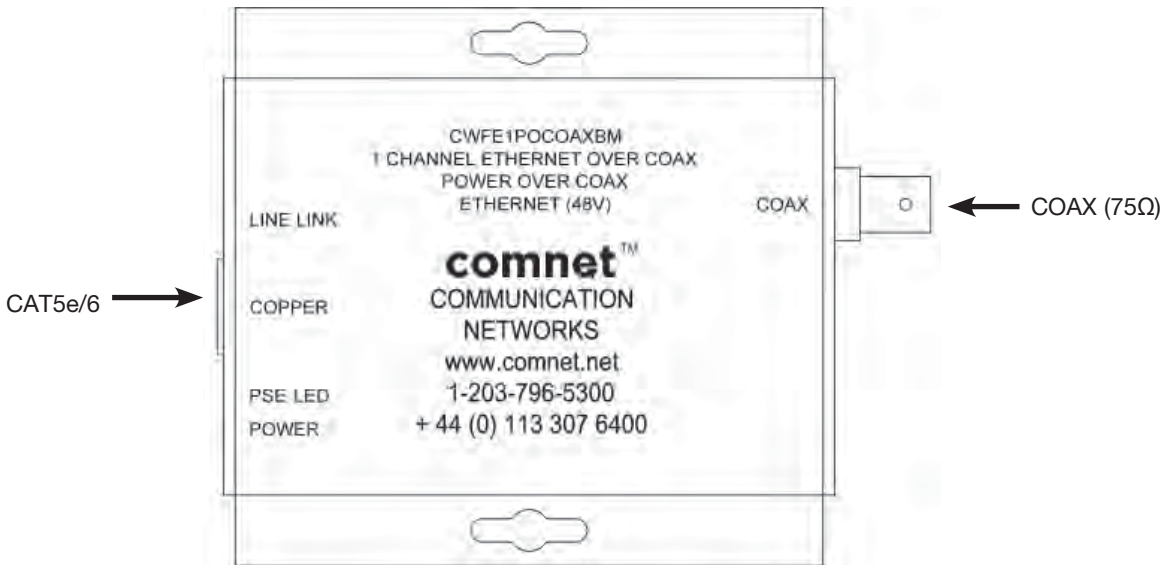 CWFE1POCOAXBM
1 CHANNEL ETHERNET OVER COAX
POWER OVER COAX
ETHERNET (48V)
COAX
COAX (75Ω)
LINE LINK
comnet™
CAT5e/6
COPPER
COMMUNICATION
NETWORKS
www.comnet.net
PSE LED
1-203-796-5300
POWER
+ 44 (0) 113 307 6400